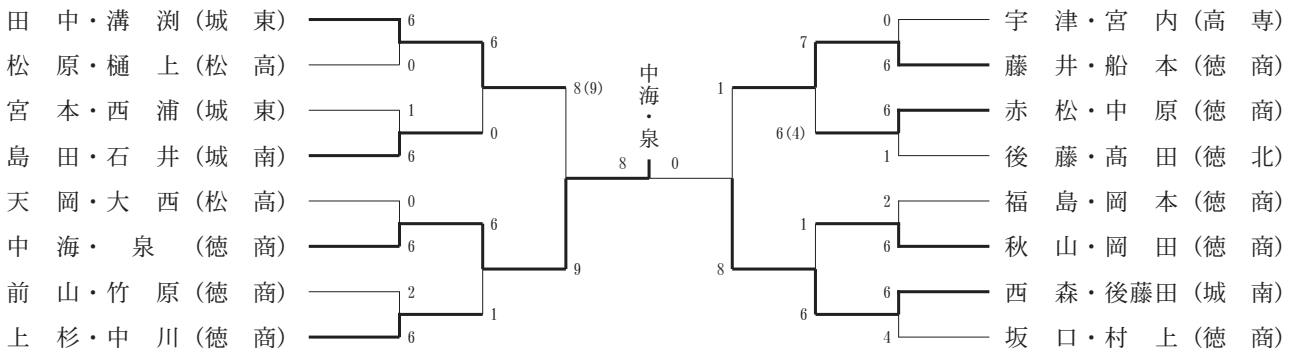 田 中・溝 渕 (城 東)
松 原・樋 上 (松 高)
宮 本・西 浦 (城 東)
島 田・石 井 (城 南)
天 岡・大 西 (松 高)
中 海・ 泉 (徳 商)
前 山・竹 原 (徳 商)
上 杉・中 川 (徳 商)
6
0
1
6
0
6
2
6
6
0
6
1
8(9)
9
中海・泉
8 0
1
8
7
6(4)
1
6
0
6
6
1
2
6
6
4
宇 津・宮 内 (高 専)
藤 井・船 本 (徳 商)
赤 松・中 原 (徳 商)
後 藤・髙 田 (徳 北)
福 島・岡 本 (徳 商)
秋 山・岡 田 (徳 商)
西 森・後藤田 (城 南)
坂 口・村 上 (徳 商)